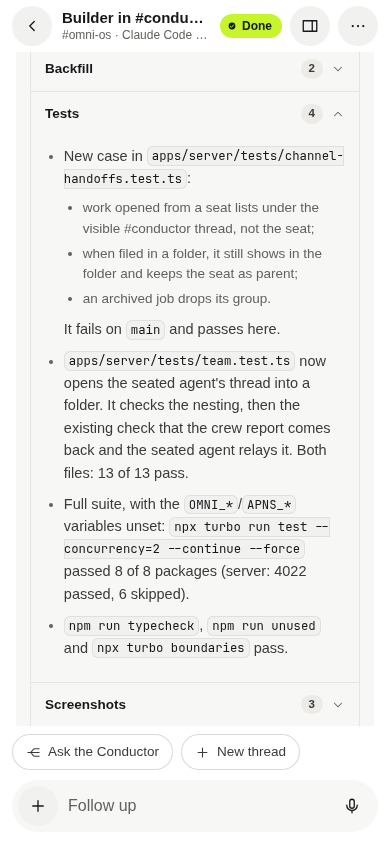 Builder in #condu...
#omni-os · Claude Code ...
Done
Backfill
2
Tests
4
• New case in apps/server/tests/channel-
handoffs.test.ts:
• work opened from a seat lists under the
visible #conductor thread, not the seat;
• when filed in a folder, it still shows in the
folder and keeps the seat as parent;
• an archived job drops its group.
It fails on main and passes here.
• apps/server/tests/team.test.ts now
opens the seated agent's thread into a
folder. It checks the nesting, then the
existing check that the crew report comes
back and the seated agent relays it. Both
files: 13 of 13 pass.
• Full suite, with the OMNI_*/APNS_*
variables unset: npx turbo run test --
concurrency=2 --continue --force
passed 8 of 8 packages (server: 4022
passed, 6 skipped).
• npm run typecheck, npm run unused
and npx turbo boundaries pass.
Screenshots
3
Ask the Conductor
New thread
Follow up